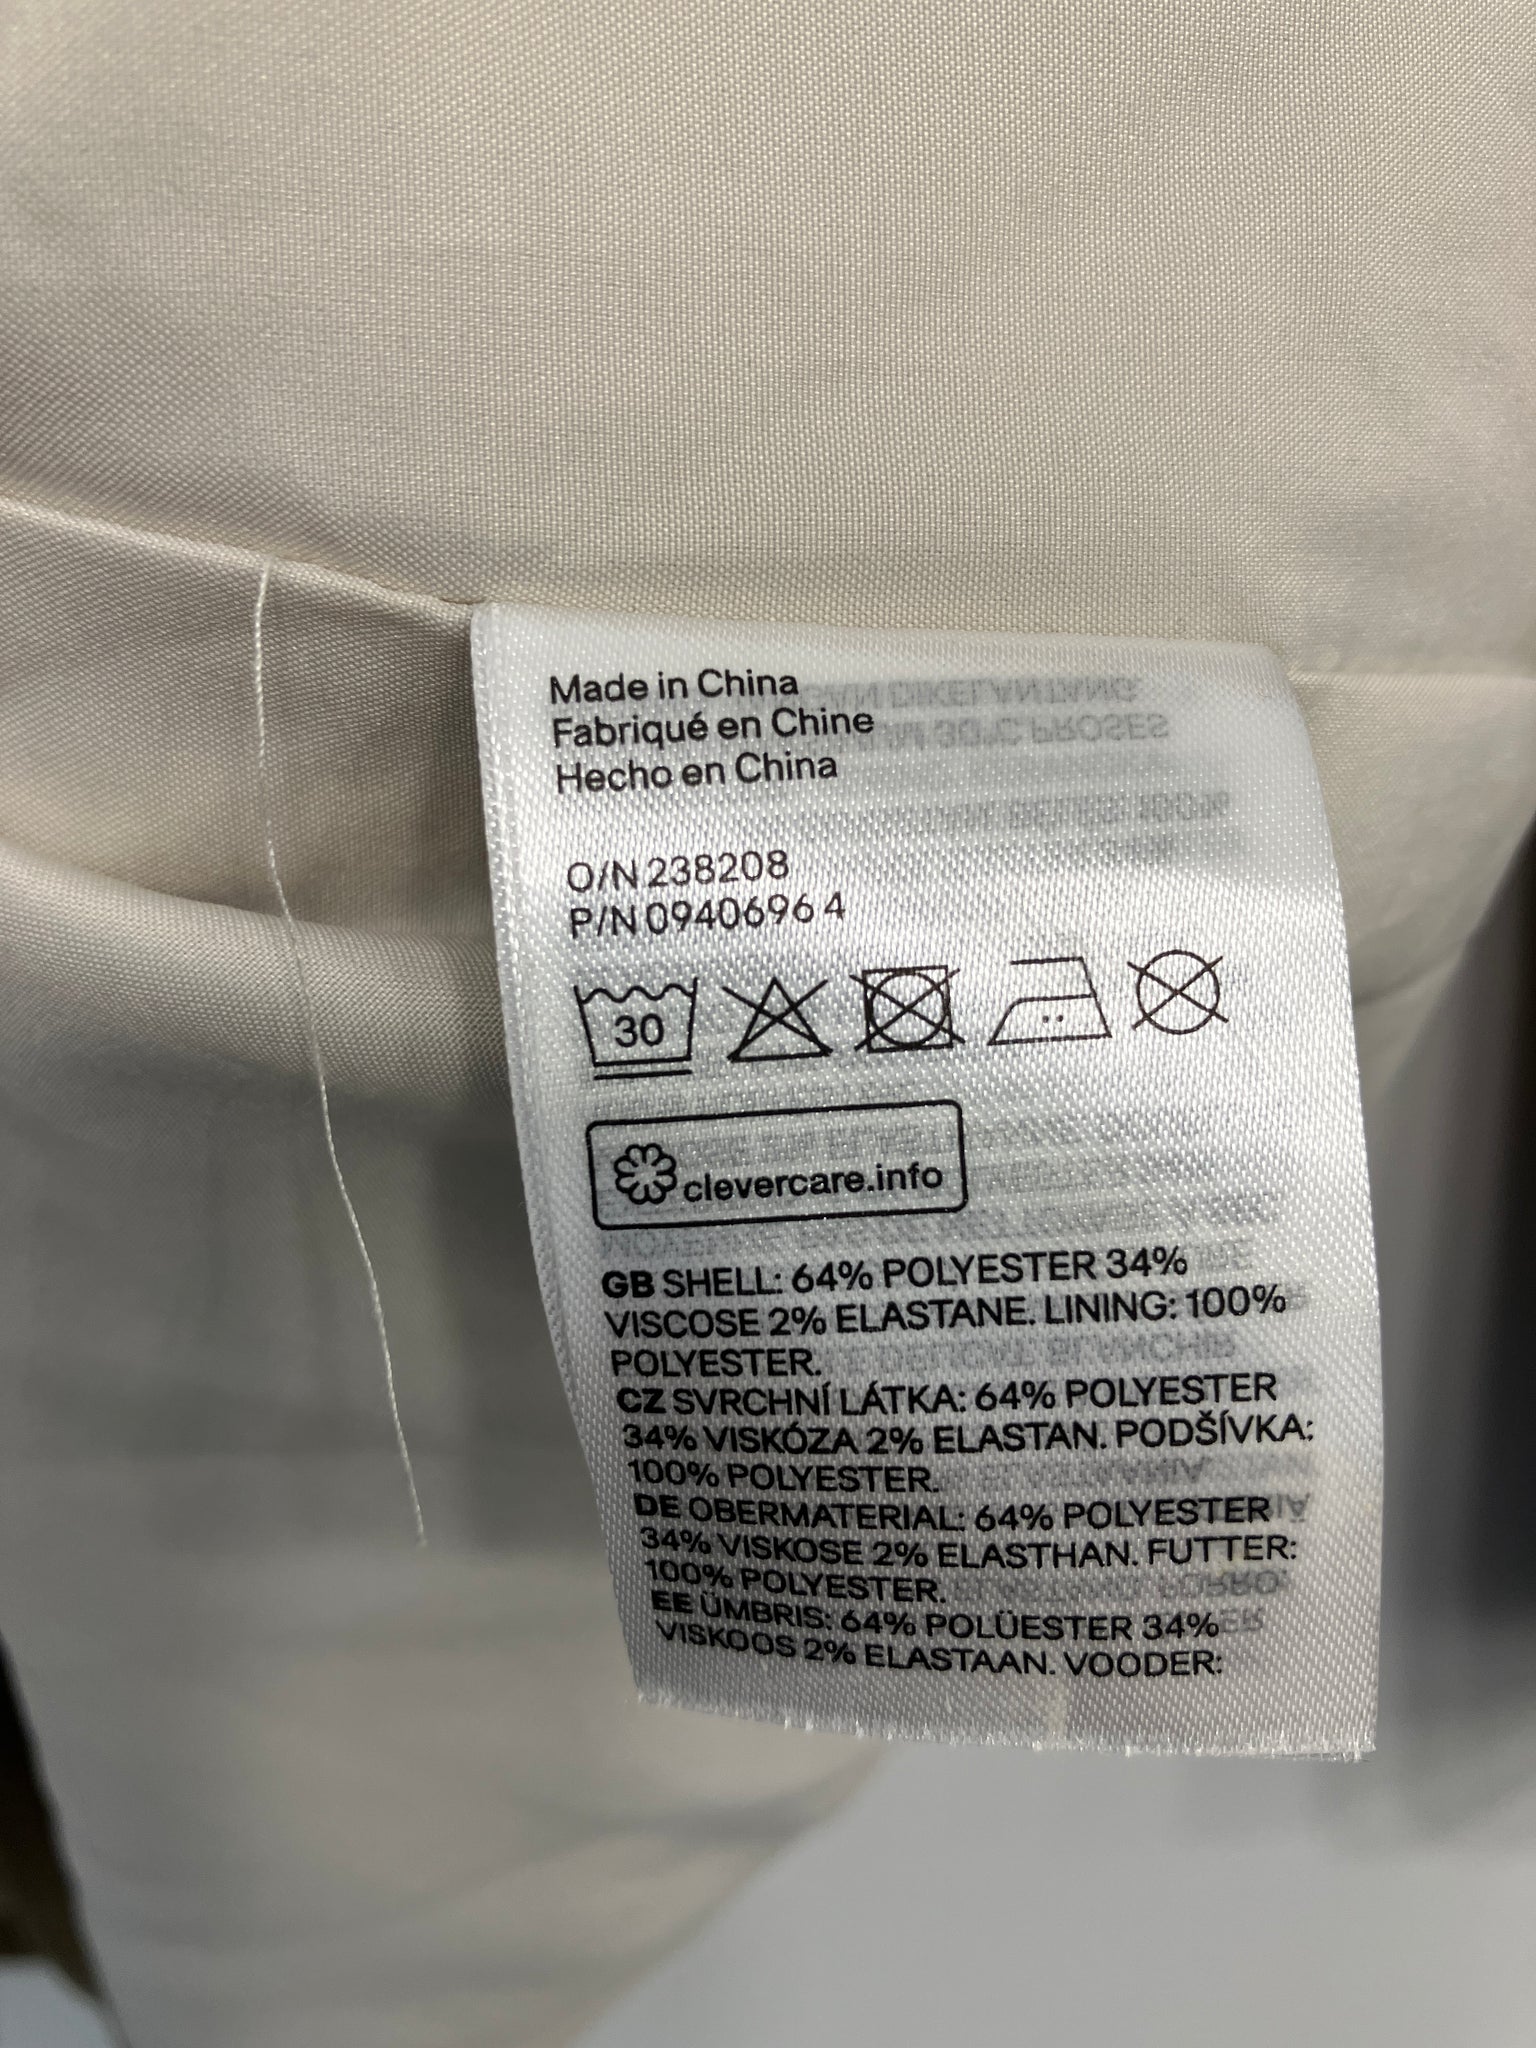 Made in China
Fabriqué en Chine
Hecho en China
O/N 238208
P/N 09406964
30
clevercare.info
GB SHELL: 64% POLYESTER 34%
VISCOSE 2% ELASTANE. LINING: 100%
POLYESTER.
CZ SVRCHNÍ LÁTKA: 64% POLYESTER
34% VISKÓZA 2% ELASTAN. PODŠÍVKA:
100% POLYESTER.
DE OBERMATERIAL: 64% POLYESTER
34% VISKOSE 2% ELASTHAN. FUTTER:
100% POLYESTER.
EE ÜMBRIS: 64% POLÜESTER 34%
VISKOOS 2% ELASTAAN. VOODER: